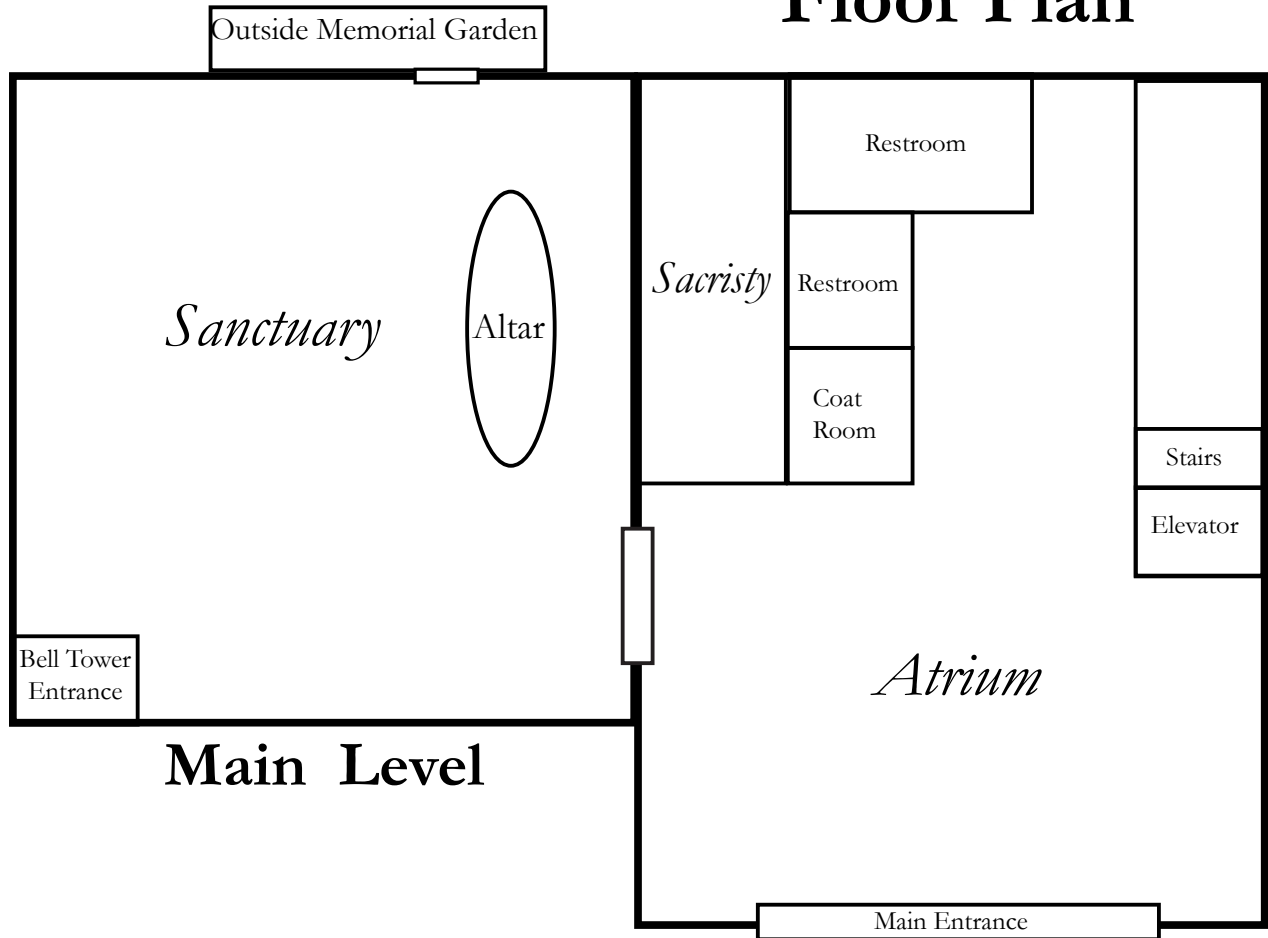 Floor Plan
Outside Memorial Garden
Restroom
Sacristy
Restroom
Sanctuary
Altar
Coat
Room
Stairs
Elevator
Bell Tower
Entrance
Atrium
Main Level
Main Entrance